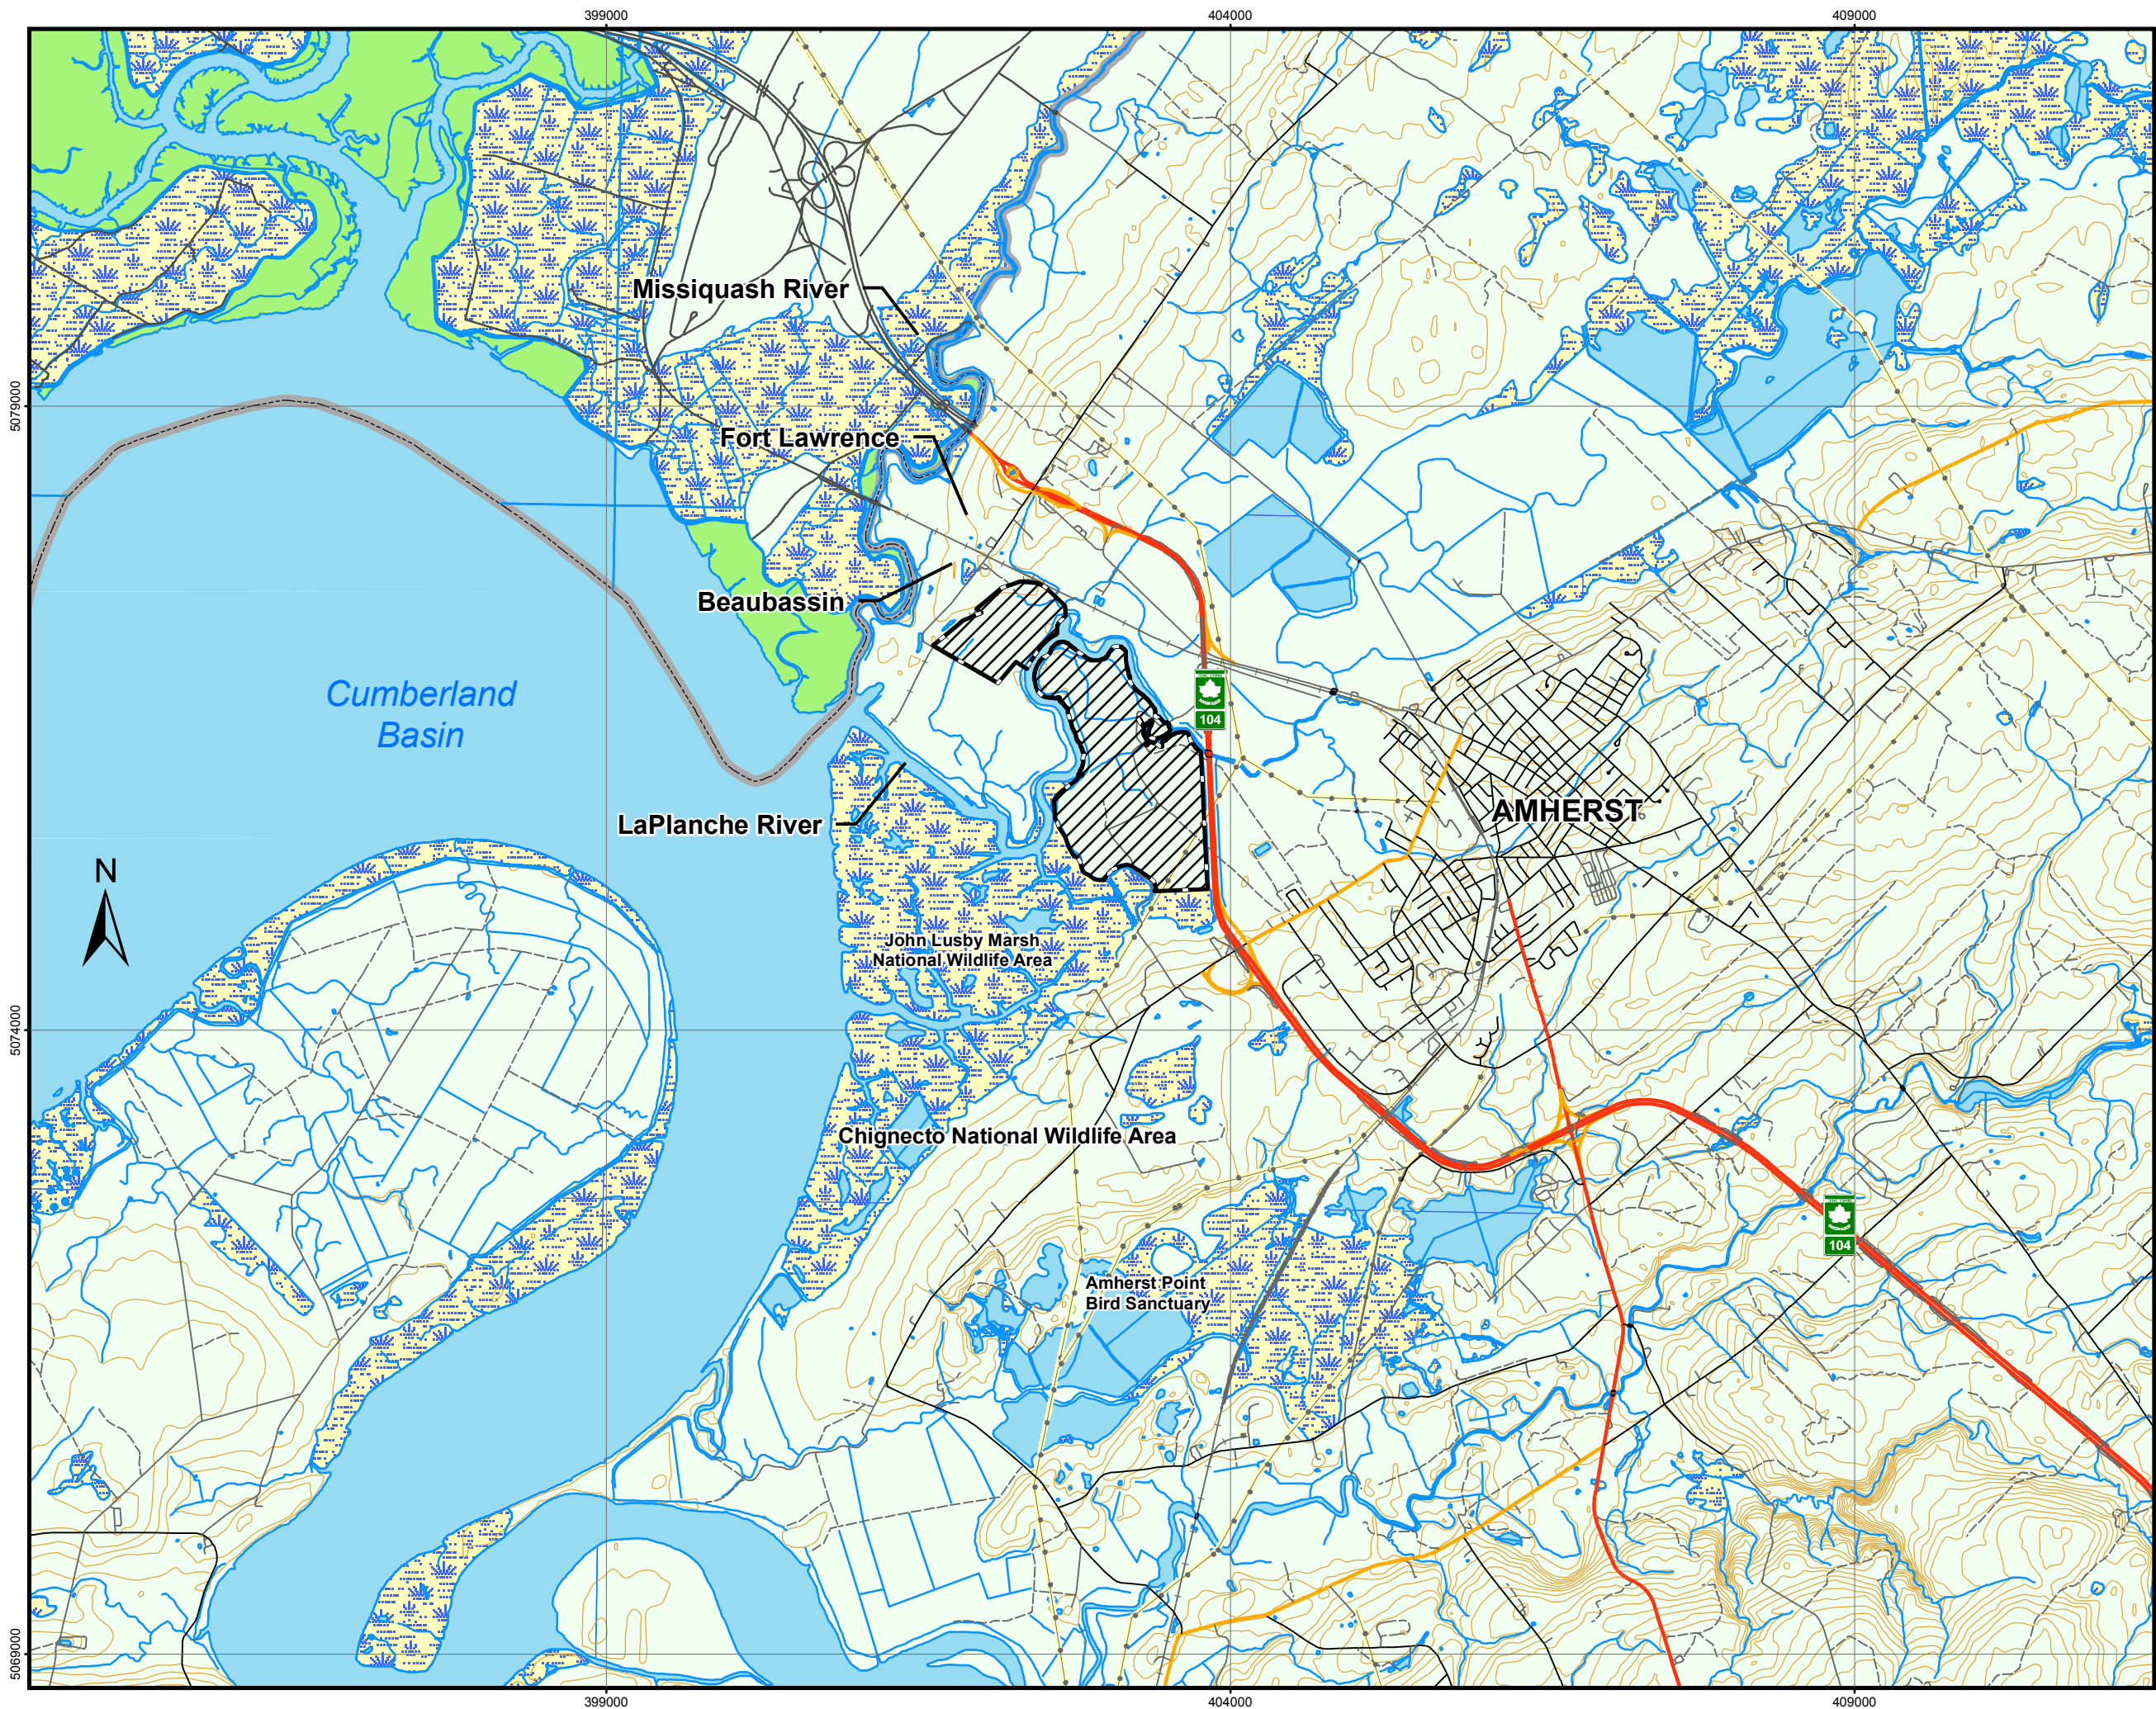 399000
404000
409000
5079000
Missiquash River
Fort Lawrence
Beaubassin
Cumberland
Basin
104
AMHERST
LaPlanche River
N
John Lusby Marsh
National Wildlife Area
5074000
Chignecto National Wildlife Area
104
Amherst Point
Bird Sanctuary
5069000
399000
404000
409000